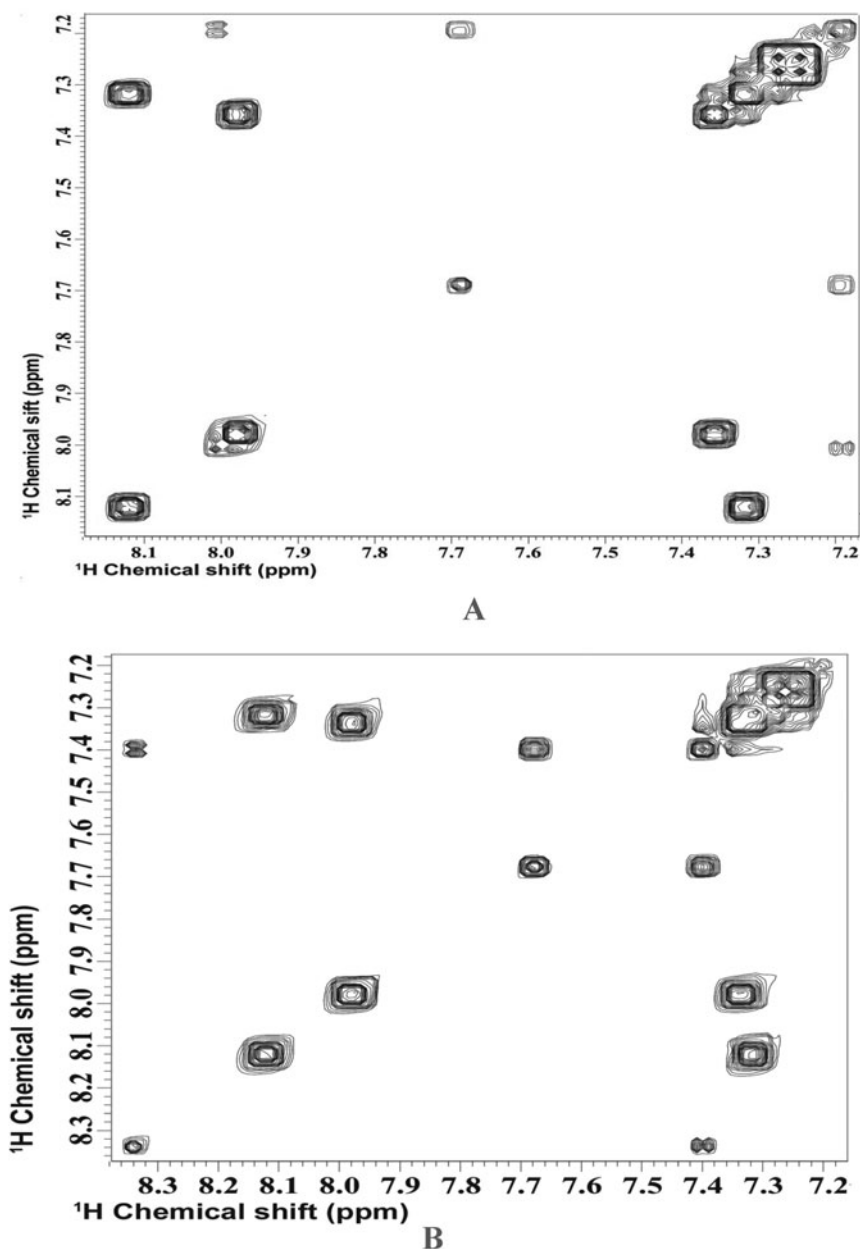 7.2
7.3
7.4
7.5
7.6
7.7
7.8
7.9
8.0
8.1
¹H Chemical sift (ppm)
8.1 8.0 7.9 7.8 7.7 7.6 7.5 7.4 7.3 7.2
¹H Chemical shift (ppm)
A
7.2
7.3
7.4
7.5
7.6
7.7
7.8
7.9
8.0
8.1
8.2
8.3
¹H Chemical shift (ppm)
8.3 8.2 8.1 8.0 7.9 7.8 7.7 7.6 7.5 7.4 7.3 7.2
¹H Chemical shift (ppm)
B